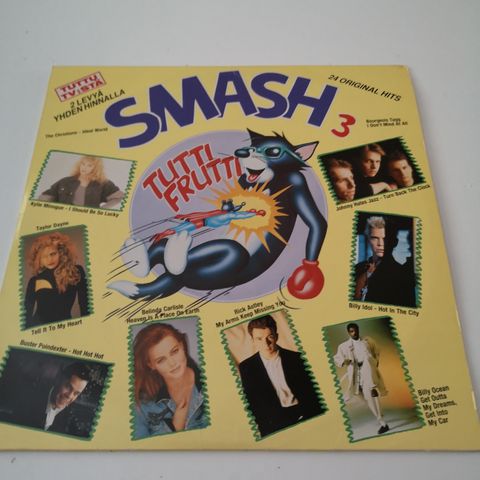 TUTTU
TV:STÄ
2 LEVYÄ
YHDEN HINNALLA
SMASH 3
24 ORIGINAL HITS
The Christians - Ideal World
Bourgeois Tagg
I Don't Mind At All
TUTTI
FRUTTI
Kylie Minogue - I Should Be So Lucky
Johnny Hates Jazz - Turn Back The Clock
Taylor Dayne
Tell It To My Heart
Billy Idol - Hot In The City
Belinda Carlisle
Heaven Is A Place On Earth
Rick Astley
My Arms Keep Missing You
Buster Poindexter - Hot Hot Hot
Billy Ocean
Get Outta
My Dreams,
Get Into
My Car